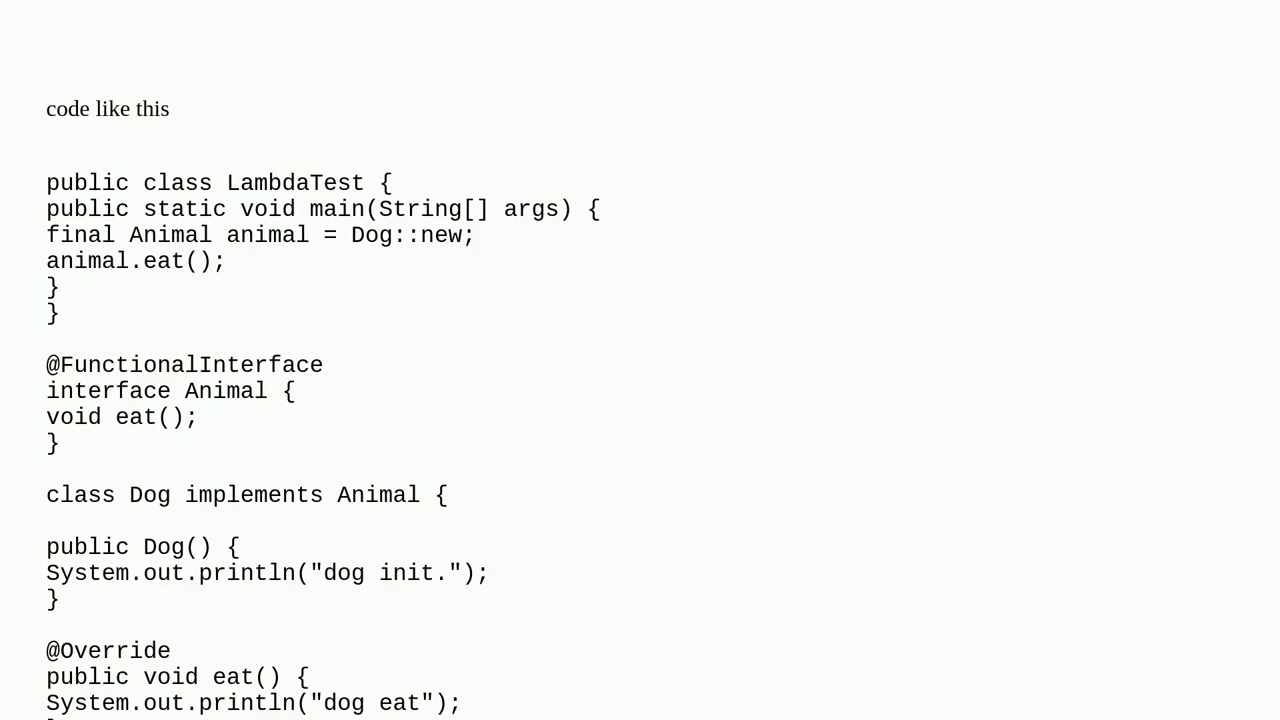 code like this
public class LambdaTest {
public static void main(String[] args) {
final Animal animal = Dog::new;
animal.eat();
}
}
@FunctionalInterface
interface Animal {
void eat();
}
class Dog implements Animal {
public Dog() {
System.out.println("dog init.");
}
@Override
public void eat() {
System.out.println("dog eat");